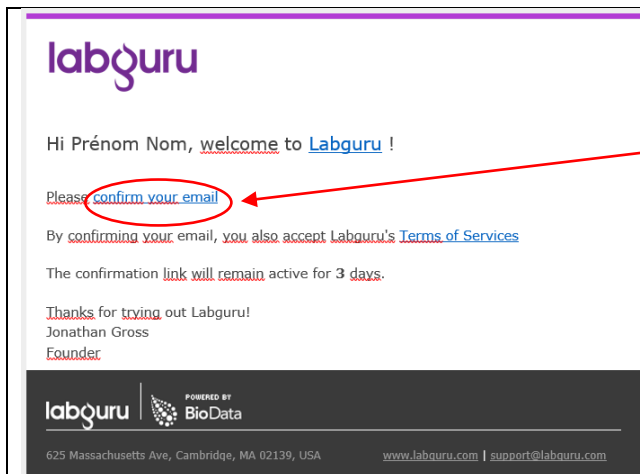 labguru
Hi Prénom Nom, welcome to Labguru !
Please confirm your email
By confirming your email, you also accept Labguru's Terms of Services
The confirmation link will remain active for 3 days.
Thanks for trying out Labguru!
Jonathan Gross
Founder
labguru POWERED BY BioData
625 Massachusetts Ave, Cambridge, MA 02139, USA www.labguru.com | support@labguru.com